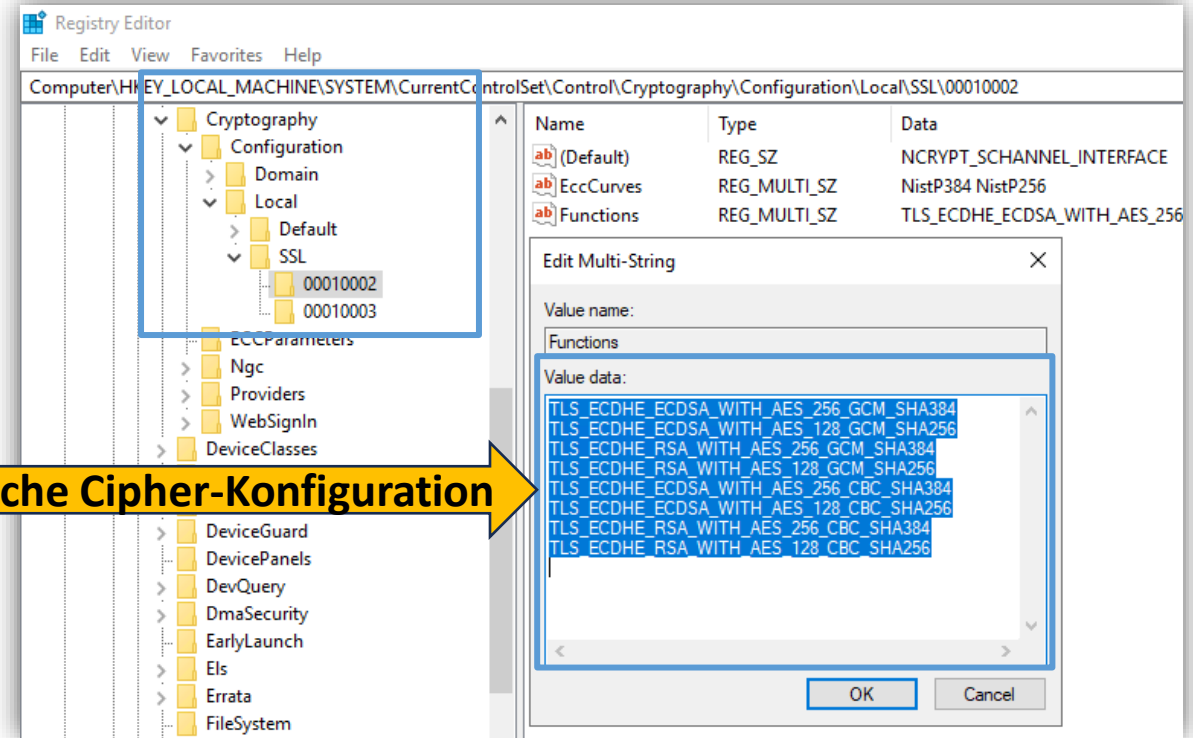 Registry Editor
File Edit View Favorites Help
Computer\HKEY_LOCAL_MACHINE\SYSTEM\CurrentControlSet\Control\Cryptography\Configuration\Local\SSL\00010002
Cryptography
Configuration
Domain
Local
Default
SSL
00010002
00010003
ECCParameters
Ngc
Providers
WebSignIn
DeviceClasses
DeviceGuard
DevicePanels
DevQuery
DmaSecurity
EarlyLaunch
Els
Errata
FileSystem
che Cipher-Konfiguration
Name Type Data
(Default) REG_SZ NCRYPT_SCHANNEL_INTERFACE
EccCurves REG_MULTI_SZ NistP384 NistP256
Functions REG_MULTI_SZ TLS_ECDHE_ECDSA_WITH_AES_256
Edit Multi-String
Value name:
Functions
Value data:
TLS_ECDHE_ECDSA_WITH_AES_256_GCM_SHA384
TLS_ECDHE_ECDSA_WITH_AES_128_GCM_SHA256
TLS_ECDHE_RSA_WITH_AES_256_GCM_SHA384
TLS_ECDHE_RSA_WITH_AES_128_GCM_SHA256
TLS_ECDHE_ECDSA_WITH_AES_256_CBC_SHA384
TLS_ECDHE_ECDSA_WITH_AES_128_CBC_SHA256
TLS_ECDHE_RSA_WITH_AES_256_CBC_SHA384
TLS_ECDHE_RSA_WITH_AES_128_CBC_SHA256
OK Cancel